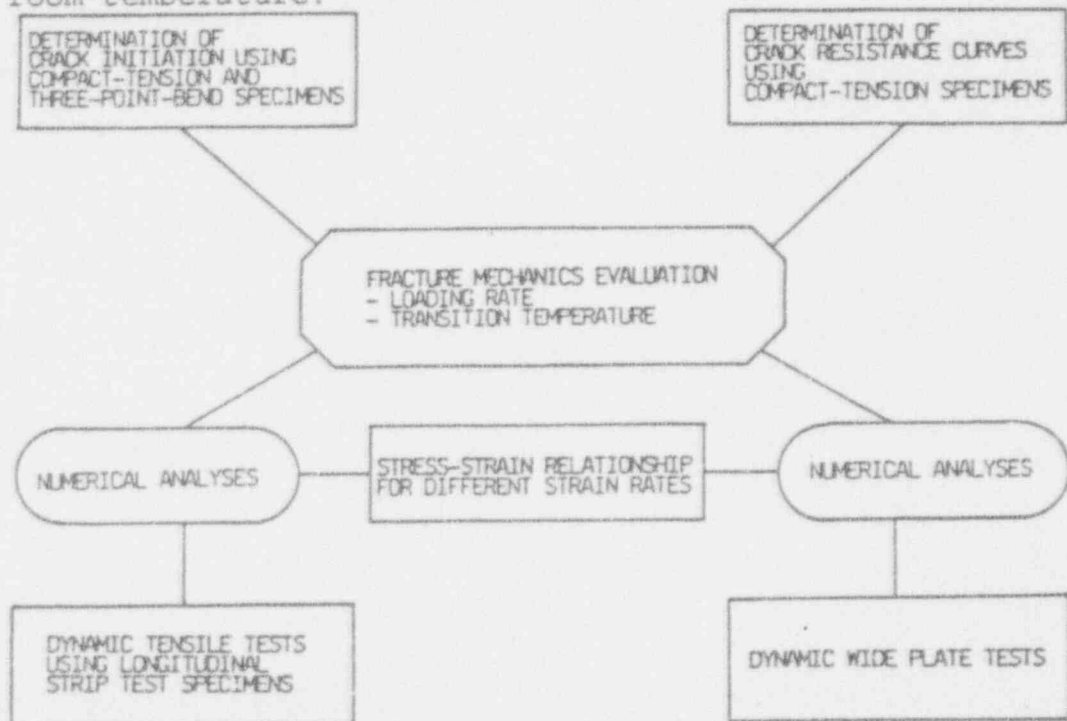 room temperature.
DETERMINATION OF
CRACK INITIATION USING
COMPACT-TENSION AND
THREE-POINT-BEND SPECIMENS
DETERMINATION OF
CRACK RESISTANCE CURVES
USING
COMPACT-TENSION SPECIMENS
FRACTURE MECHANICS EVALUATION
- LOADING RATE
- TRANSITION TEMPERATURE
NUMERICAL ANALYSES
STRESS-STRAIN RELATIONSHIP
FOR DIFFERENT STRAIN RATES
NUMERICAL ANALYSES
DYNAMIC TENSILE TESTS
USING LONGITUDINAL
STRIP TEST SPECIMENS
DYNAMIC WIDE PLATE TESTS